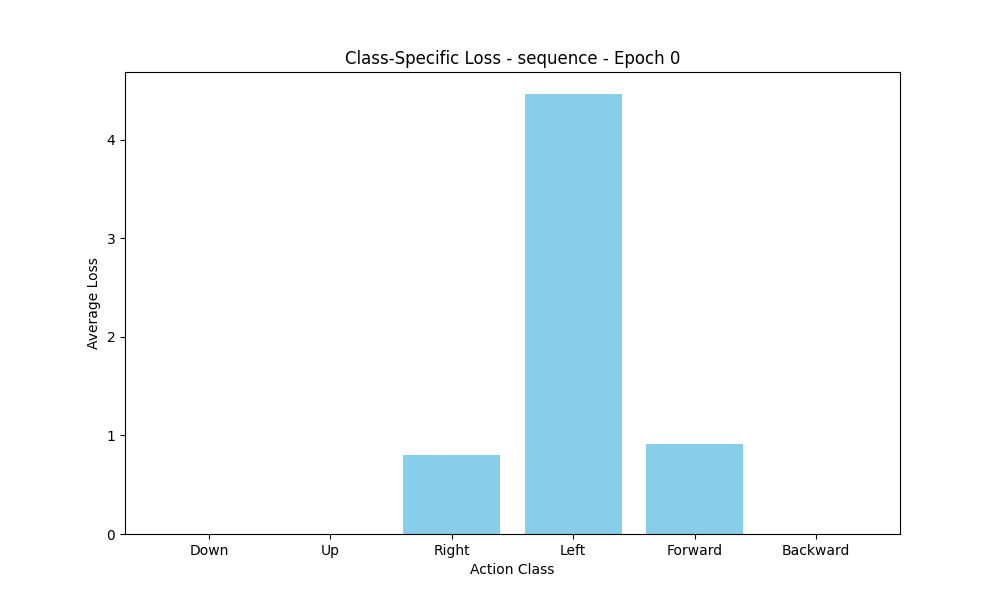 Class-Specific Loss - sequence - Epoch 0
4
3
2
1
0
Average Loss
Down Up Right Left Forward Backward
Action Class